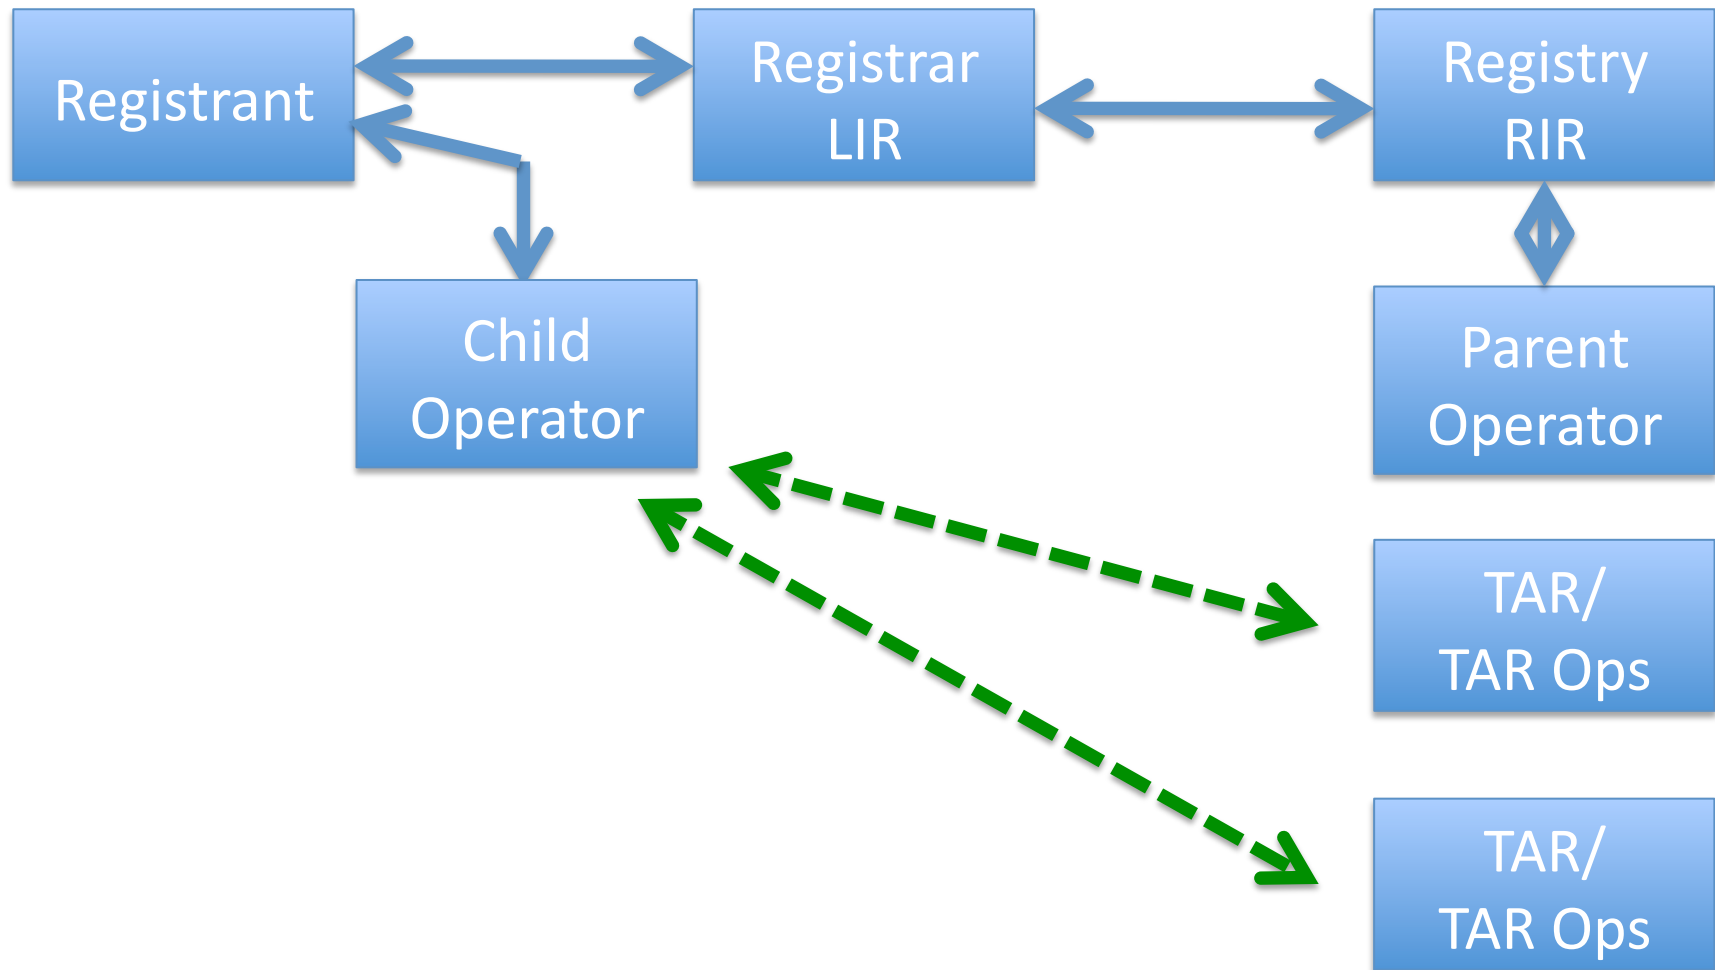 Registrant
Registrar
LIR
Registry
RIR
Child
Operator
Parent
Operator
TAR/
TAR Ops
TAR/
TAR Ops